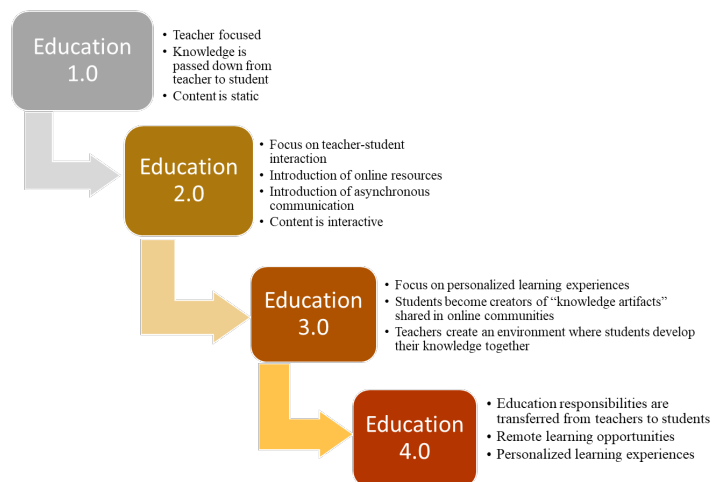 Education
1.0
• Teacher focused
• Knowledge is
passed down from
teacher to student
• Content is static
Education
2.0
• Focus on teacher-student
interaction
• Introduction of online resources
• Introduction of asynchronous
communication
• Content is interactive
Education
3.0
• Focus on personalized learning experiences
• Students become creators of “knowledge artifacts”
shared in online communities
• Teachers create an environment where students develop
their knowledge together
Education
4.0
• Education responsibilities are
transferred from teachers to students
• Remote learning opportunities
• Personalized learning experiences